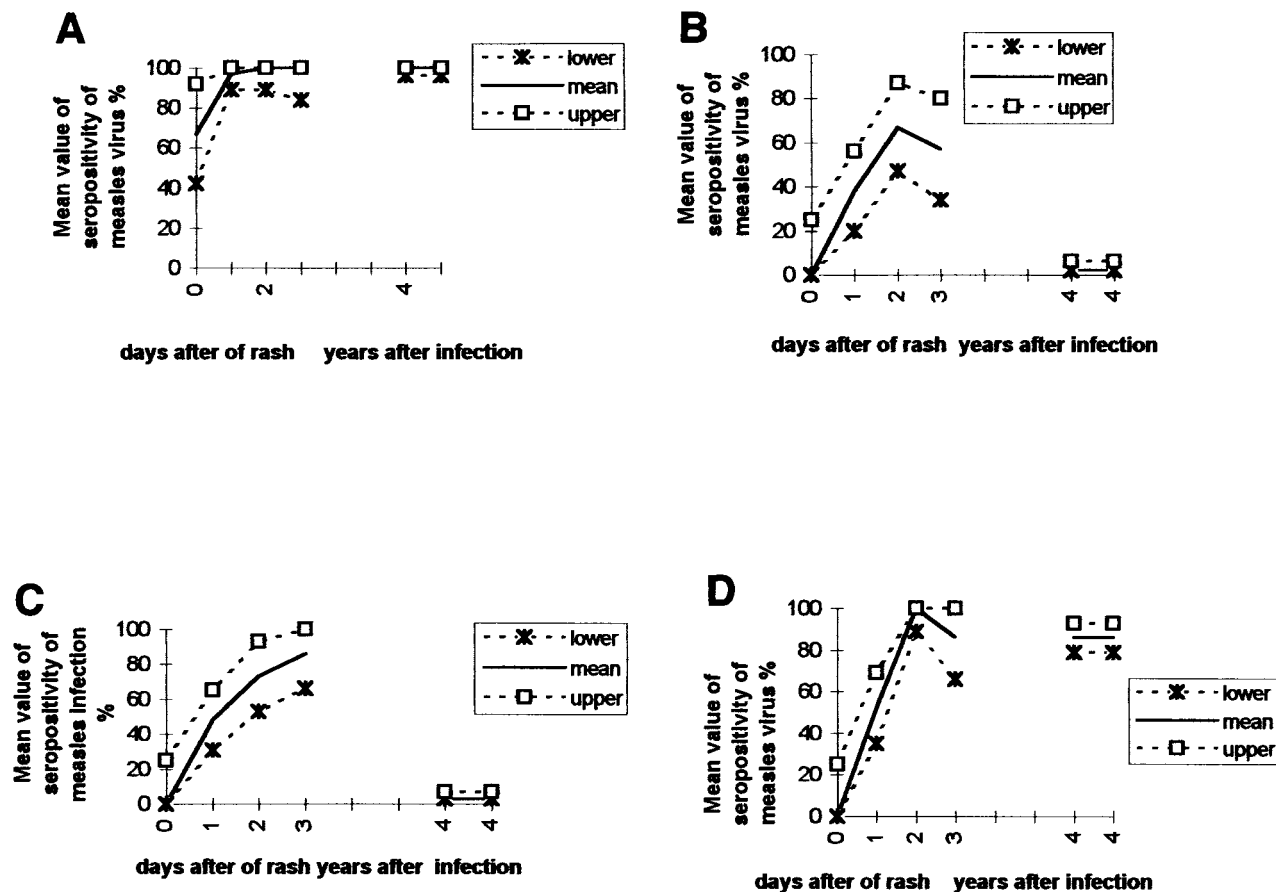 A
Mean value of
seropositivity of
measles virus %
100
80
60
40
20
0
0
2
4
lower
mean
upper
days after of rash years after infection
B
Mean value of
seropositivity of
measles virus %
100
80
60
40
20
0
0
1
2
3
4
4
lower
mean
upper
days after of rash years after infection
C
Mean value of
seropositivity of
measles infection
%
100
80
60
40
20
0
0
1
2
3
4
4
lower
mean
upper
days after of rash years after infection
D
Mean value of
seropositivity of
measles virus %
100
80
60
40
20
0
0
1
2
3
4
4
lower
mean
upper
days after of rash years after infection